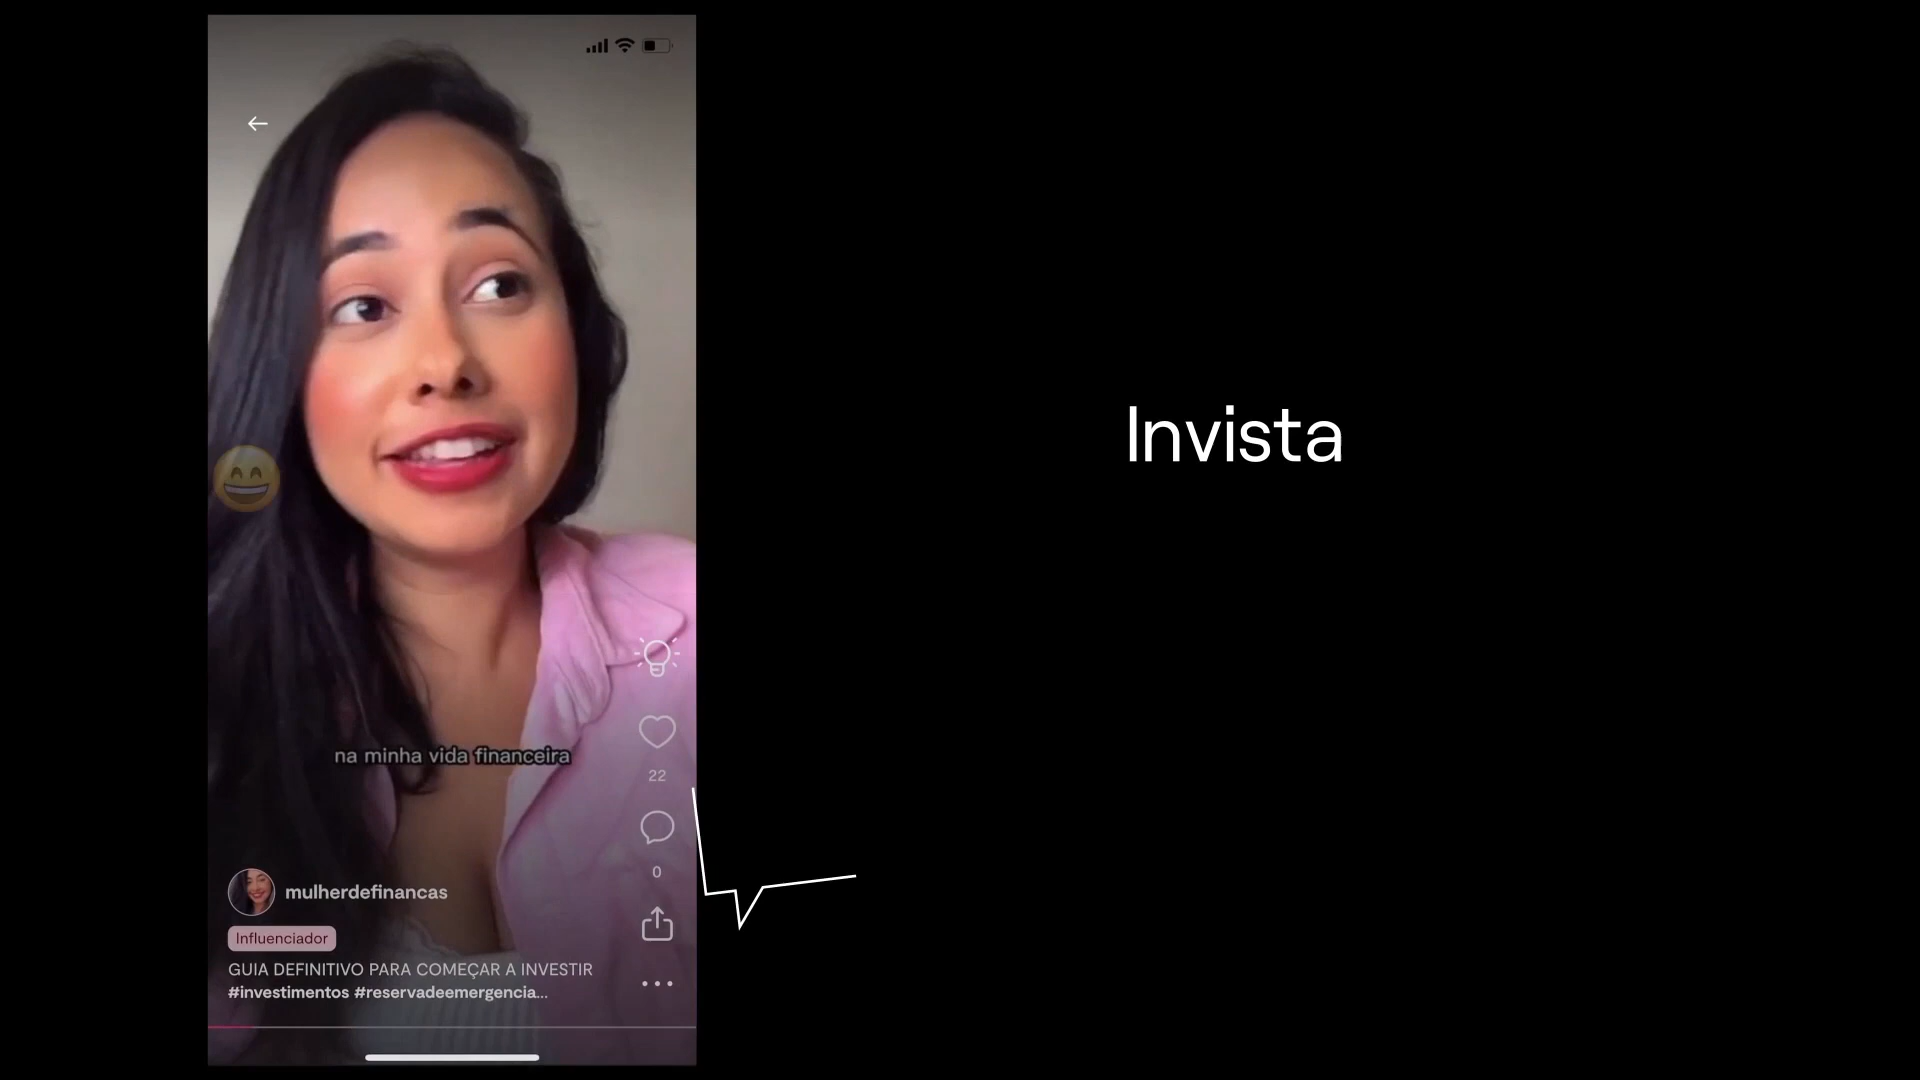 na minha vida financeira
22
0
mulherdefinancas
Influenciador
GUIA DEFINITIVO PARA COMEÇAR A INVESTIR
#investimentos #reservadeemergencia...
Invista